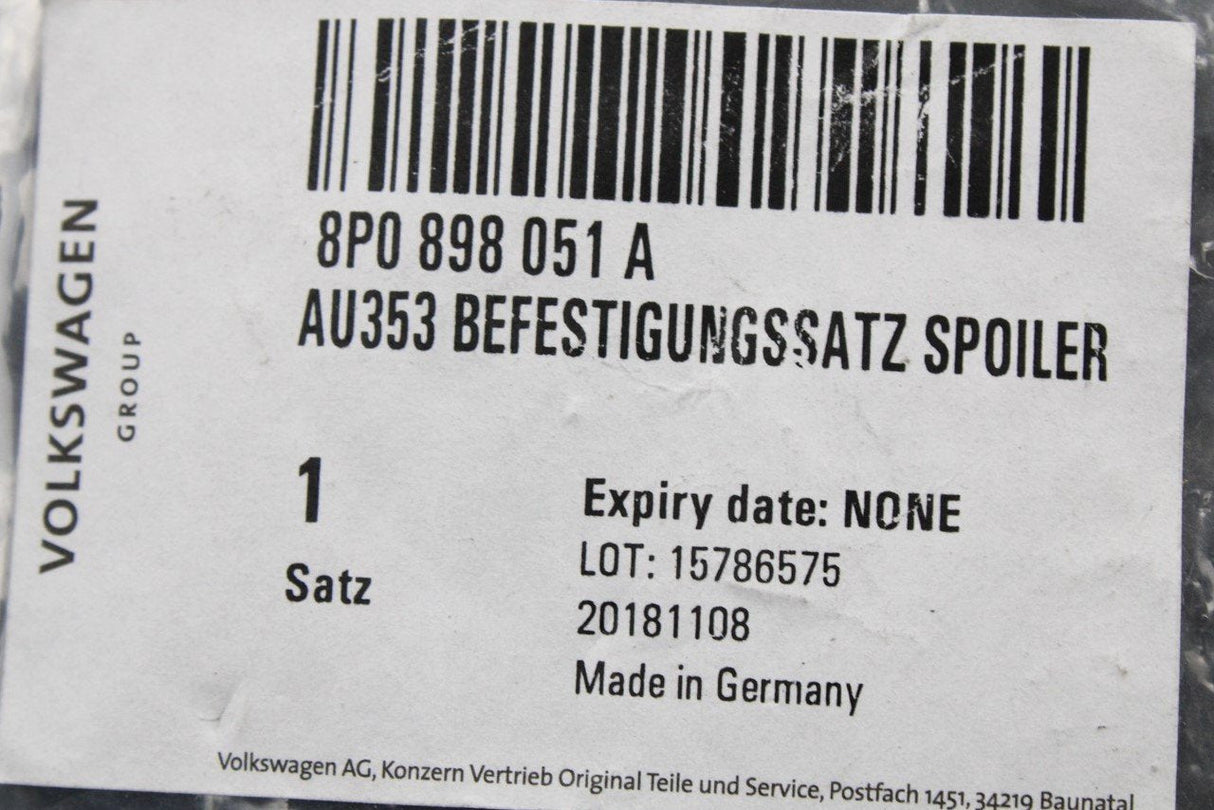 VOLKSWAGEN
GROUP
8P0 898 051 A
AU353 BEFESTIGUNGSSATZ SPOILER
1
Satz
Expiry date: NONE
LOT: 15786575
20181108
Made in Germany
Volkswagen AG, Konzern Vertrieb Original Teile und Service, Postfach 1451, 34219 Baunatal